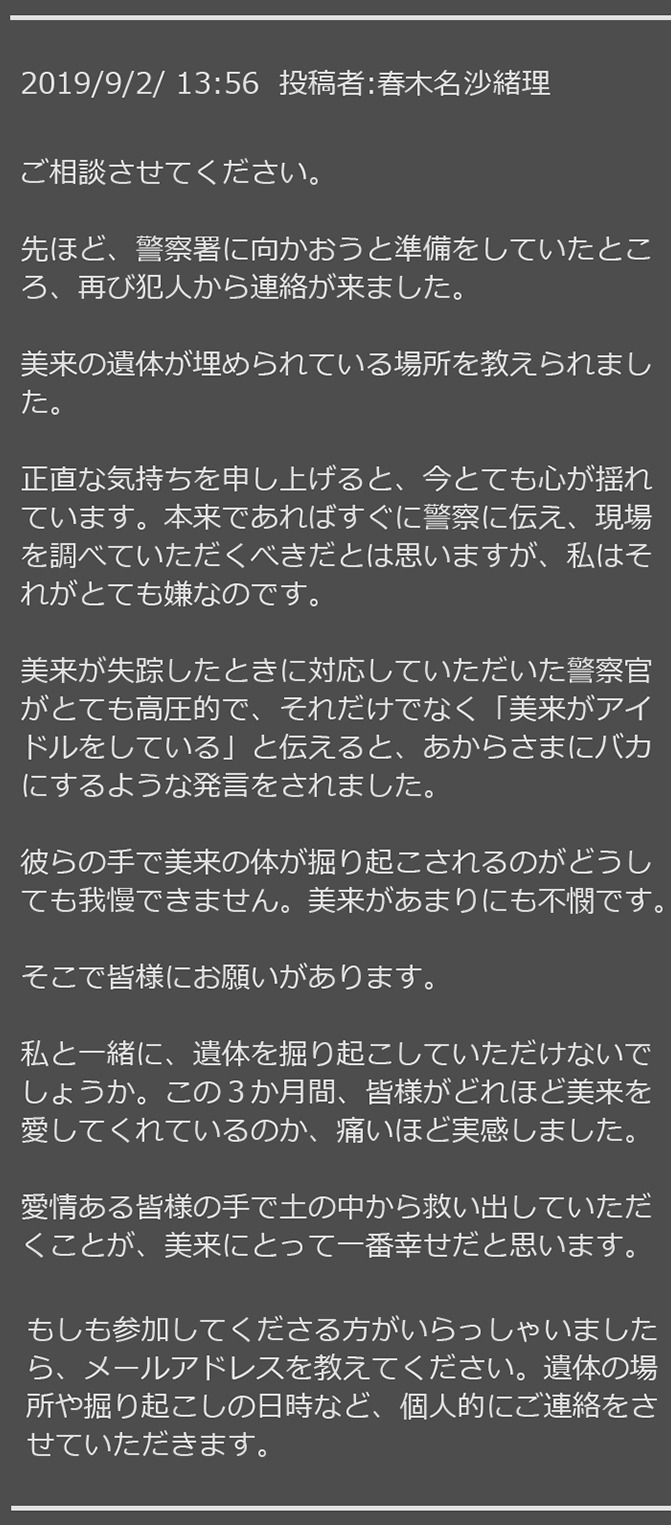 2019/9/2/ 13:56  投稿者:春木名沙緒理
ご相談させてください。
先ほど、警察署に向かおうと準備をしていたとこ
ろ、再び犯人から連絡が来ました。
美来の遺体が埋められている場所を教えられまし
た。
正直な気持ちを申し上げると、今とても心が揺れ
ています。本来であればすぐに警察に伝え、現場
を調べていただくべきだとは思いますが、私はそ
れがとても嫌なのです。
美来が失踪したときに対応していただいた警察官
がとても高圧的で、それだけでなく「美来がアイ
ドルをしている」と伝えると、あからさまにバカ
にするような発言をされました。
彼らの手で美来の体が掘り起こされるのがどうし
ても我慢できません。美来があまりにも不憫です。
そこで皆様にお願いがあります。
私と一緒に、遺体を掘り起こしていただけないで
しょうか。この３か月間、皆様がどれほど美来を
愛してくれているのか、痛いほど実感しました。
愛情ある皆様の手で土の中から救い出していただ
くことが、美来にとって一番幸せだと思います。
もしも参加してくださる方がいらっしゃいました
ら、メールアドレスを教えてください。遺体の場
所や掘り起こしの日時など、個人的にご連絡をさ
せていただきます。